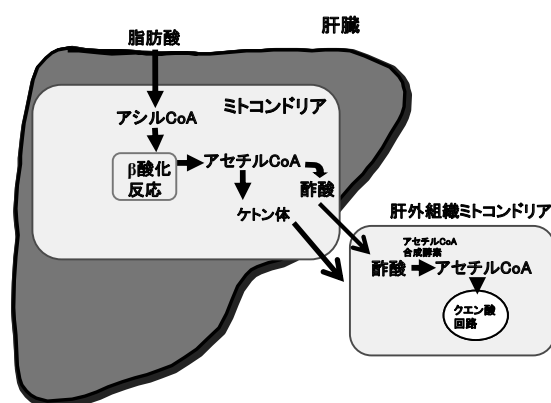 脂肪酸
肝臓
ミトコンドリア
アシルCoA
β酸化
反応
アセチルCoA
酢酸
ケトン体
肝外組織ミトコンドリア
アセチルCoA
合成酵素
酢酸
アセチルCoA
クエン酸
回路